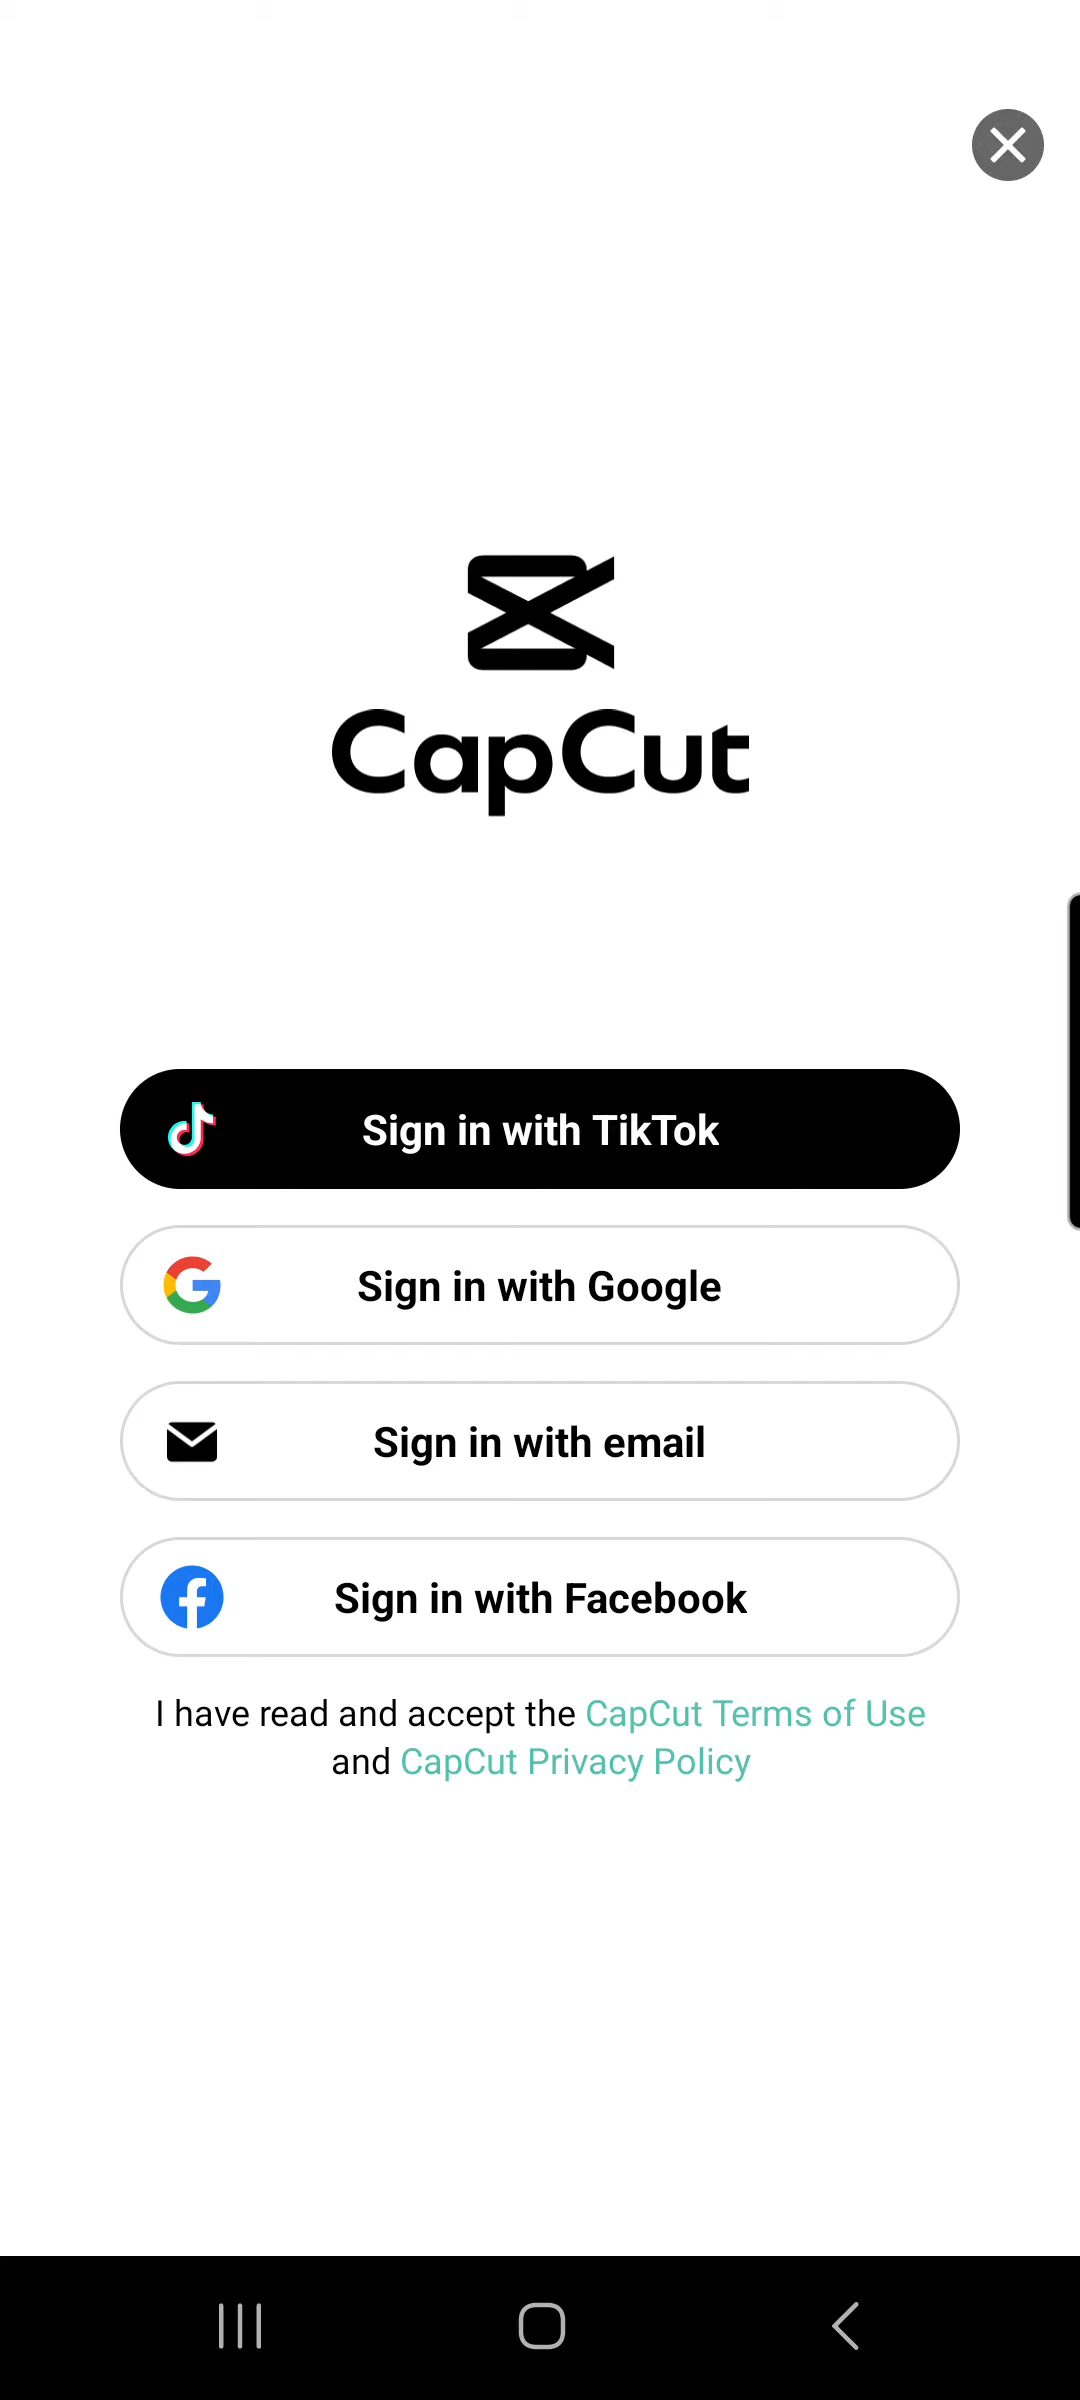 CapCut
Sign in with TikTok
Sign in with Google
Sign in with email
Sign in with Facebook
I have read and accept the CapCut Terms of Use
and CapCut Privacy Policy